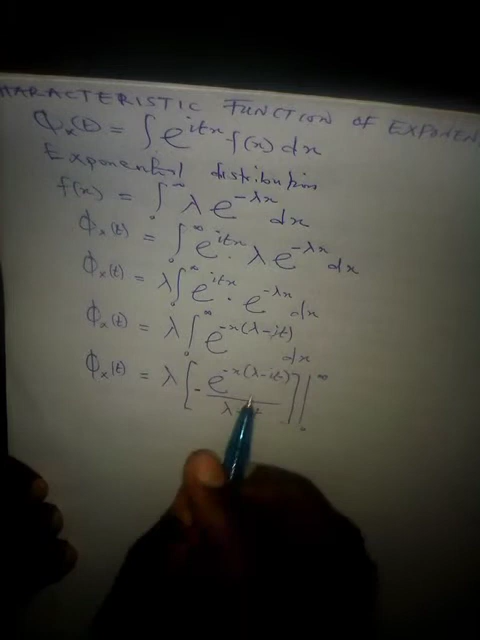 HARACTERISTIC FUNCTION OF EXPONEN
ϕₓ(t) = ∫ e^{itx} f(x) dx
Exponential distribution
f(x) = ∫₀^∞ λ e^{-λx} dx
ϕₓ(t) = ∫₀^∞ e^{itx} · λ e^{-λx} dx
ϕₓ(t) = λ ∫₀^∞ e^{itx} · e^{-λx} dx
ϕₓ(t) = λ ∫₀^∞ e^{-x(λ-it)} dx
ϕₓ(t) = λ [ - e^{-x(λ-it)} / λ-it ] |₀^∞